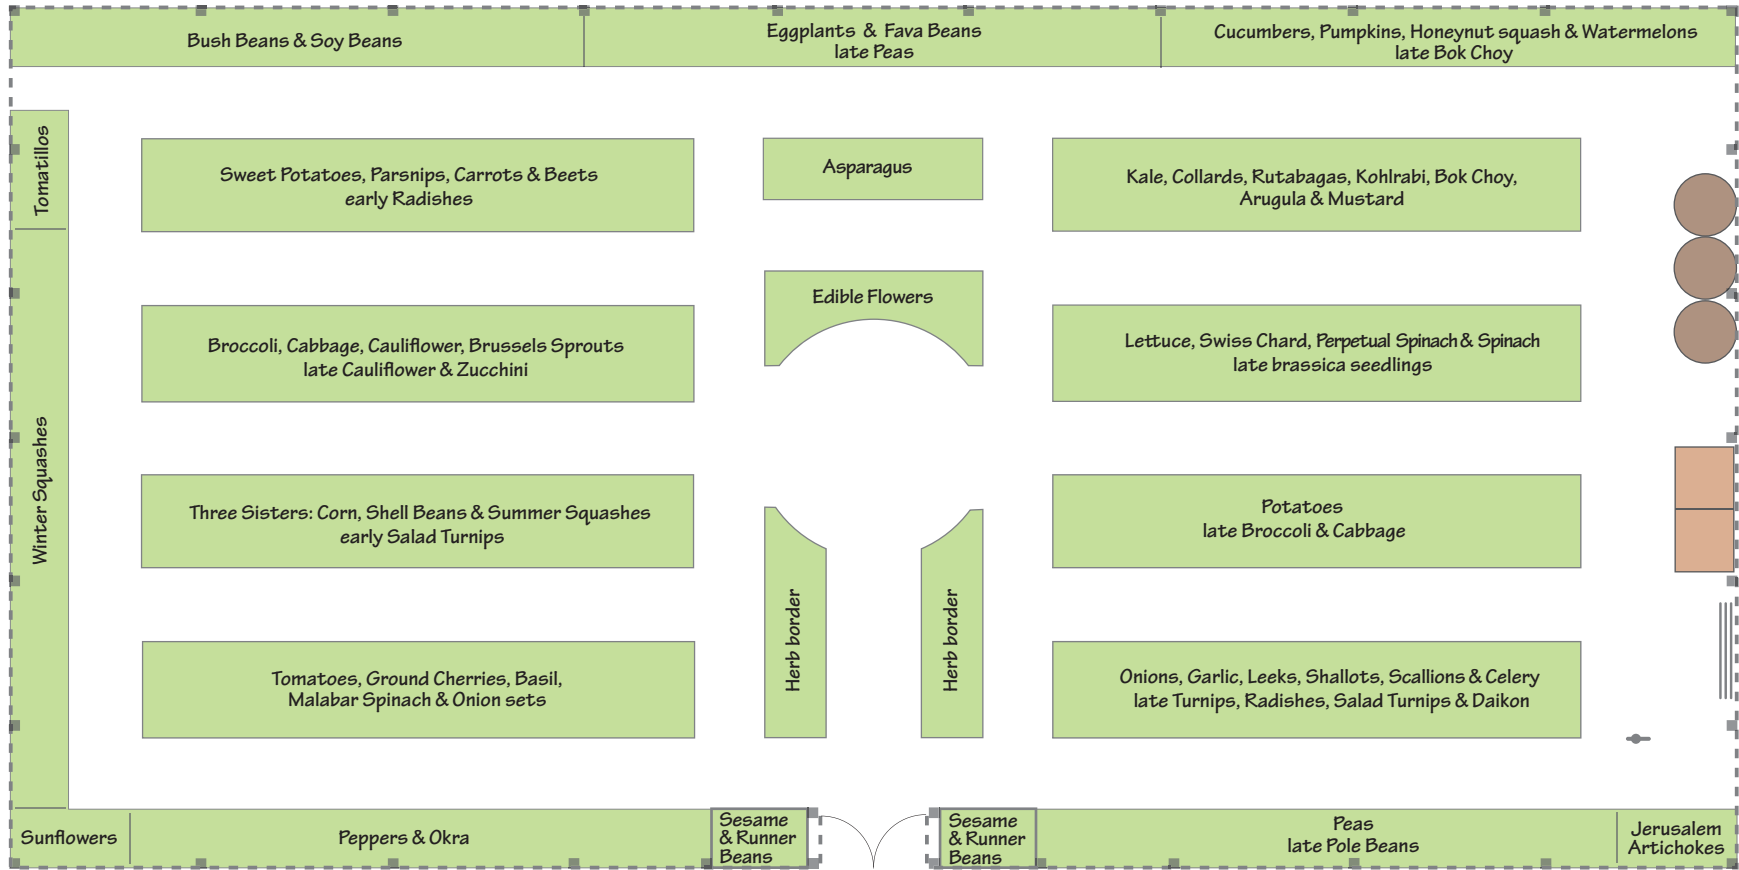 Bush Beans & Soy Beans
Eggplants & Fava Beans
late Peas
Cucumbers, Pumpkins, Honeynut squash & Watermelons
late Bok Choy
Tomatillos
Sweet Potatoes, Parsnips, Carrots & Beets
early Radishes
Asparagus
Kale, Collards, Rutabagas, Kohlrabi, Bok Choy,
Arugula & Mustard
Edible Flowers
Broccoli, Cabbage, Cauliflower, Brussels Sprouts
late Cauliflower & Zucchini
Lettuce, Swiss Chard, Perpetual Spinach & Spinach
late brassica seedlings
Winter Squashes
Three Sisters: Corn, Shell Beans & Summer Squashes
early Salad Turnips
Potatoes
late Broccoli & Cabbage
Herb border
Herb border
Tomatoes, Ground Cherries, Basil,
Malabar Spinach & Onion sets
Onions, Garlic, Leeks, Shallots, Scallions & Celery
late Turnips, Radishes, Salad Turnips & Daikon
Sunflowers
Peppers & Okra
Sesame
& Runner
Beans
Sesame
& Runner
Beans
Peas
late Pole Beans
Jerusalem
Artichokes